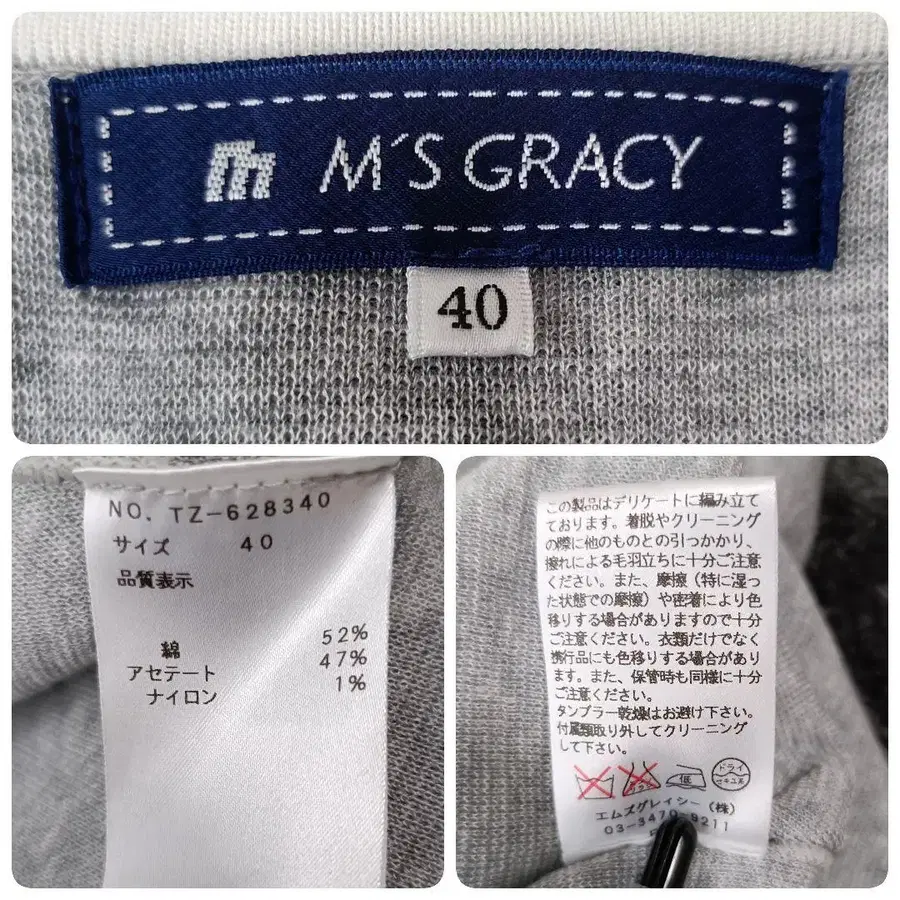 m M'S GRACY
40
NO. TZ-628340
サイズ 40
品質表示
綿 52%
アセテート 47%
ナイロン 1%
この製品はデリケートに編み立て
ております。着脱やクリーニング
の際に他のものとの引っかかり、
擦れによる毛羽立ちに十分ご注意
ください。また、摩擦（特に湿っ
た状態での摩擦）や密着により色
移りする場合がありますので十分
ご注意ください。衣類だけでなく
携行品にも色移りする場合があり
ます。また、保管時も同様に十分
ご注意ください。
タンブラー乾燥はお避け下さい。
付属類取り外してクリーニング
して下さい。
低 ドライ セキユ系
エムズグレイシー（株）
03-3470-9211